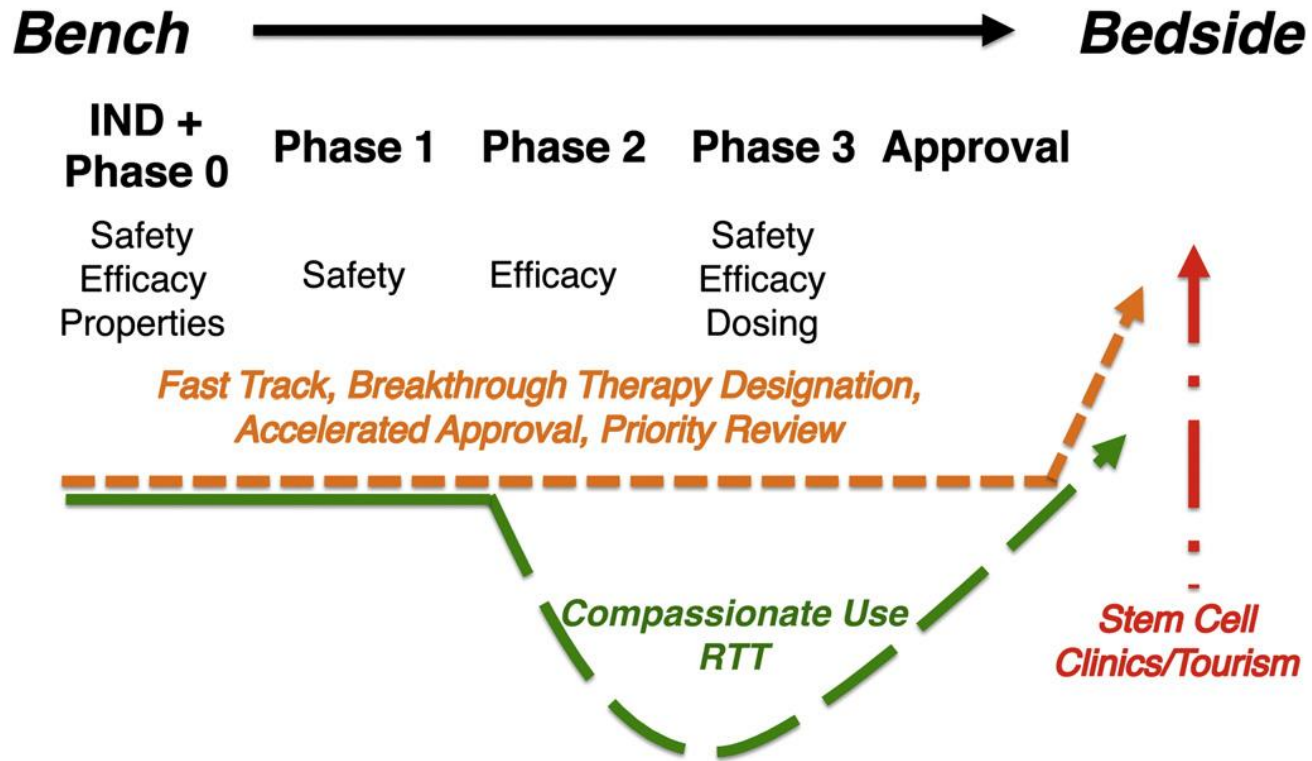 Bench
Bedside
IND +
Phase 0
Phase 1
Phase 2
Phase 3
Approval
Safety
Efficacy
Properties
Safety
Efficacy
Safety
Efficacy
Dosing
Fast Track, Breakthrough Therapy Designation,
Accelerated Approval, Priority Review
Compassionate Use
RTT
Stem Cell
Clinics/Tourism